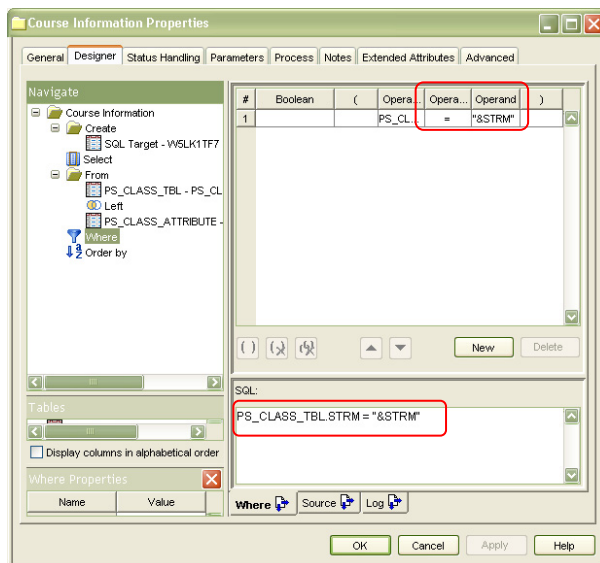 Course Information Properties
General Designer Status Handling Parameters Process Notes Extended Attributes Advanced
Navigate
Course Information
Create
SQL Target - W5LK1TF7
Select
From
PS_CLASS_TBL - PS_CL
Left
PS_CLASS_ATTRIBUTE -
Where
Order by
Tables
Display columns in alphabetical order
Where Properties
Name Value
# Boolean ( Opera... Opera... Operand )
1 PS_CL... = "&STRM"
( )
New Delete
SQL:
PS_CLASS_TBL.STRM = "&STRM"
Where Source Log
OK Cancel Apply Help